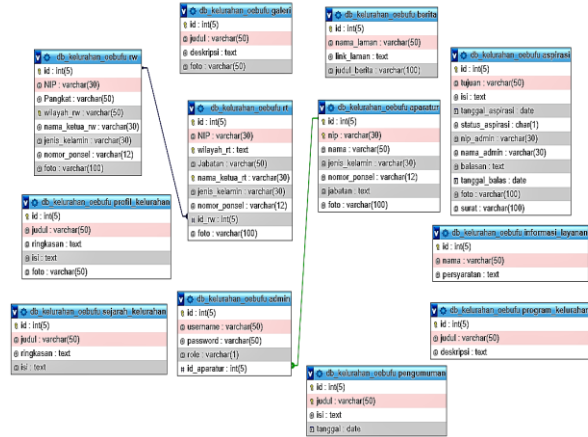 db_kelurahan_oebufu galeri
id : int(5)
judul : varchar(50)
deskripsi : text
foto : varchar(50)
db_kelurahan_oebufu berita
id : int(5)
nama_laman : varchar(50)
link_laman : text
judul_berita : varchar(100)
db_kelurahan_oebufu rw
id : int(5)
NIP : varchar(30)
Pangkat : varchar(50)
wilayah_rw : varchar(50)
nama_ketua_rw : varchar(30)
jenis_kelamin : varchar(30)
nomor_ponsel : varchar(12)
foto : varchar(100)
db_kelurahan_oebufu rt
id : int(5)
NIP : varchar(30)
wilayah_rt : text
Jabatan : varchar(50)
nama_ketua_rt : varchar(30)
jenis_kelamin : varchar(30)
nomor_ponsel : varchar(12)
id_rw : int(5)
foto : varchar(100)
db_kelurahan_oebufu aparatur
id : int(5)
nip : varchar(30)
nama : varchar(50)
jenis_kelamin : varchar(30)
nomor_ponsel : varchar(12)
jabatan : text
foto : varchar(100)
db_kelurahan_oebufu aspirasi
id : int(5)
tujuan : varchar(50)
isi : text
tanggal_aspirasi : date
status_aspirasi : char(1)
nip_admin : varchar(30)
nama_admin : varchar(30)
balasan : text
tanggal_balas : date
foto : varchar(100)
surat : varchar(100)
db_kelurahan_oebufu profil_kelurahan
id : int(5)
judul : varchar(50)
ringkasan : text
isi : text
foto : varchar(50)
db_kelurahan_oebufu informasi_layanan
id : int(5)
nama : varchar(50)
persyaratan : text
db_kelurahan_oebufu sejarah_kelurahan
id : int(5)
judul : varchar(50)
ringkasan : text
isi : text
db_kelurahan_oebufu admin
id : int(5)
username : varchar(50)
password : varchar(50)
role : varchar(1)
id_aparatur : int(5)
db_kelurahan_oebufu program_kelurahan
id : int(5)
judul : varchar(50)
deskripsi : text
db_kelurahan_oebufu pengumuman
id : int(5)
judul : varchar(50)
isi : text
tanggal : date